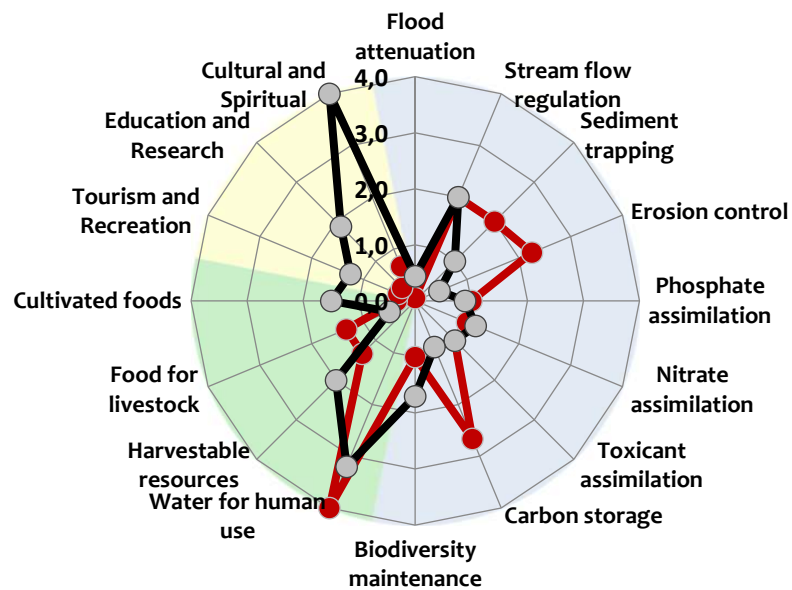 Flood
attenuation
Stream flow
regulation
Sediment
trapping
Erosion control
Phosphate
assimilation
Nitrate
assimilation
Toxicant
assimilation
Carbon storage
Biodiversity
maintenance
Water for human
use
Harvestable
resources
Food for
livestock
Cultivated foods
Tourism and
Recreation
Education and
Research
Cultural and
Spiritual
4,0
3,0
2,0
1,0
0,0